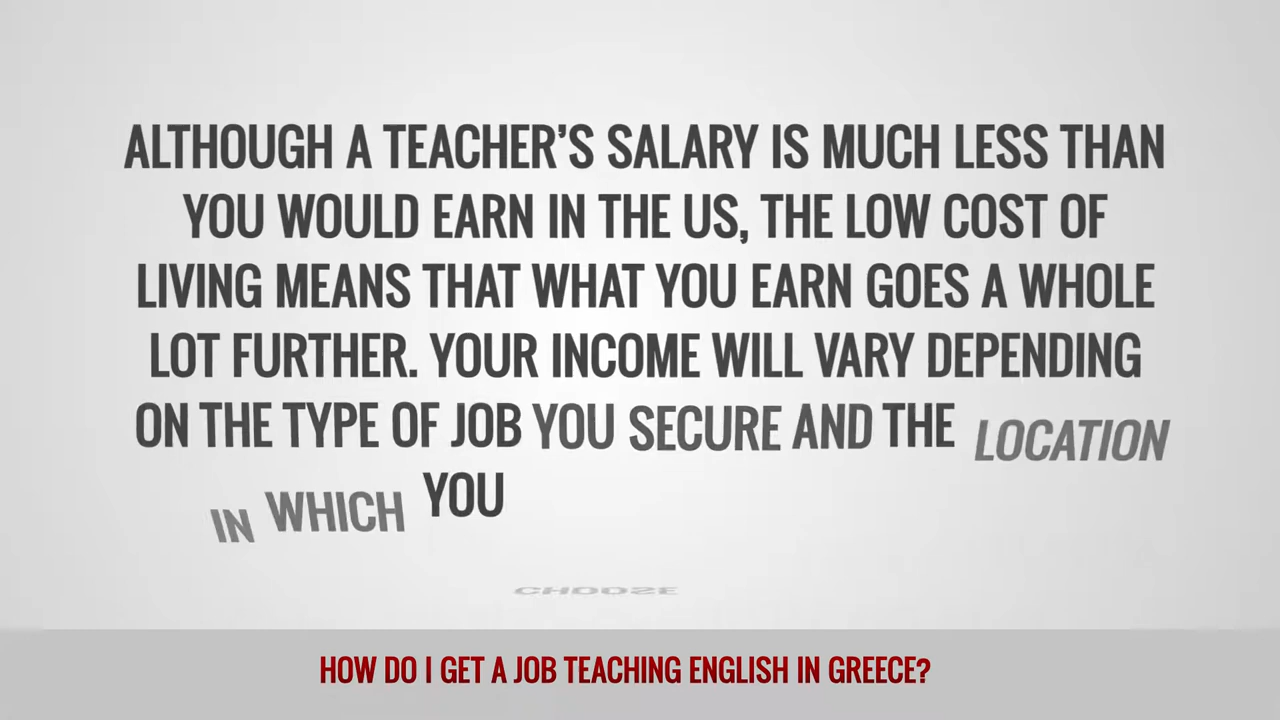 ALTHOUGH A TEACHER'S SALARY IS MUCH LESS THAN
YOU WOULD EARN IN THE US, THE LOW COST OF
LIVING MEANS THAT WHAT YOU EARN GOES A WHOLE
LOT FURTHER. YOUR INCOME WILL VARY DEPENDING
ON THE TYPE OF JOB YOU SECURE AND THE LOCATION
IN WHICH YOU
CHOOSE
HOW DO I GET A JOB TEACHING ENGLISH IN GREECE?